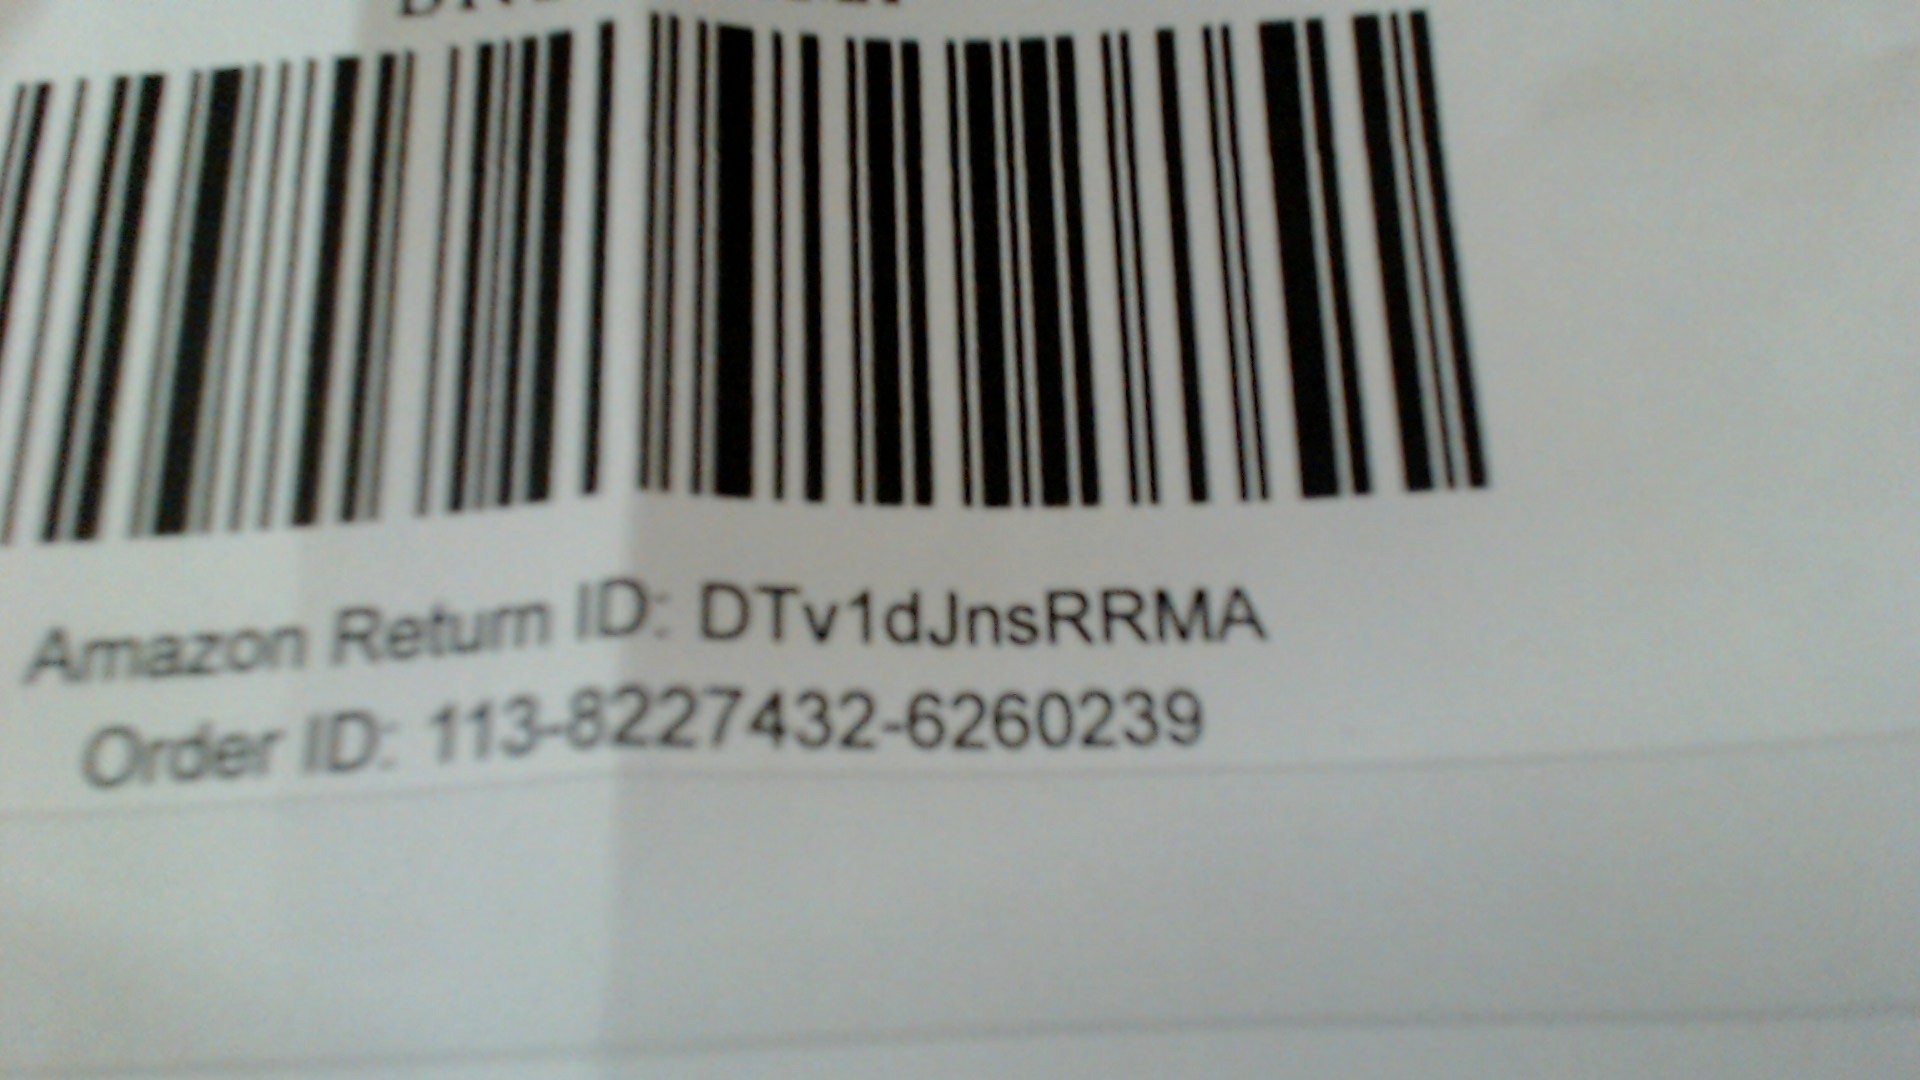 Amazon Return ID: DTv1dJnsRRMA
Order ID: 113-8227432-6260239